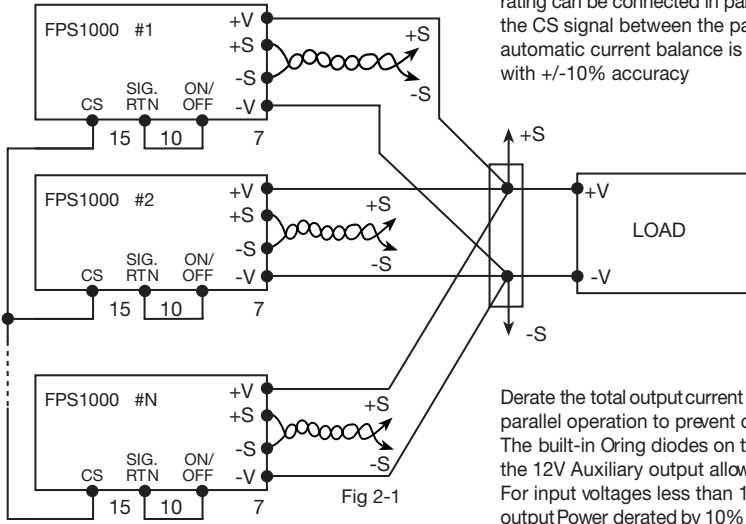 rating can be connected in par
the CS signal between the pa
automatic current balance is
with +/-10% accuracy
FPS1000 #1
+V
+S
-S
-V
CS
SIG.
RTN
ON/
OFF
15
10
7
+S
-S
FPS1000 #2
+V
+S
-S
-V
CS
SIG.
RTN
ON/
OFF
15
10
7
+S
-S
+S
-S
+V
-V
LOAD
FPS1000 #N
+V
+S
-S
-V
CS
SIG.
RTN
ON/
OFF
15
10
7
+S
-S
Fig 2-1
Derate the total output current
parallel operation to prevent o
The built-in Oring diodes on t
the 12V Auxiliary output allow
For input voltages less than 1
output Power derated by 10%